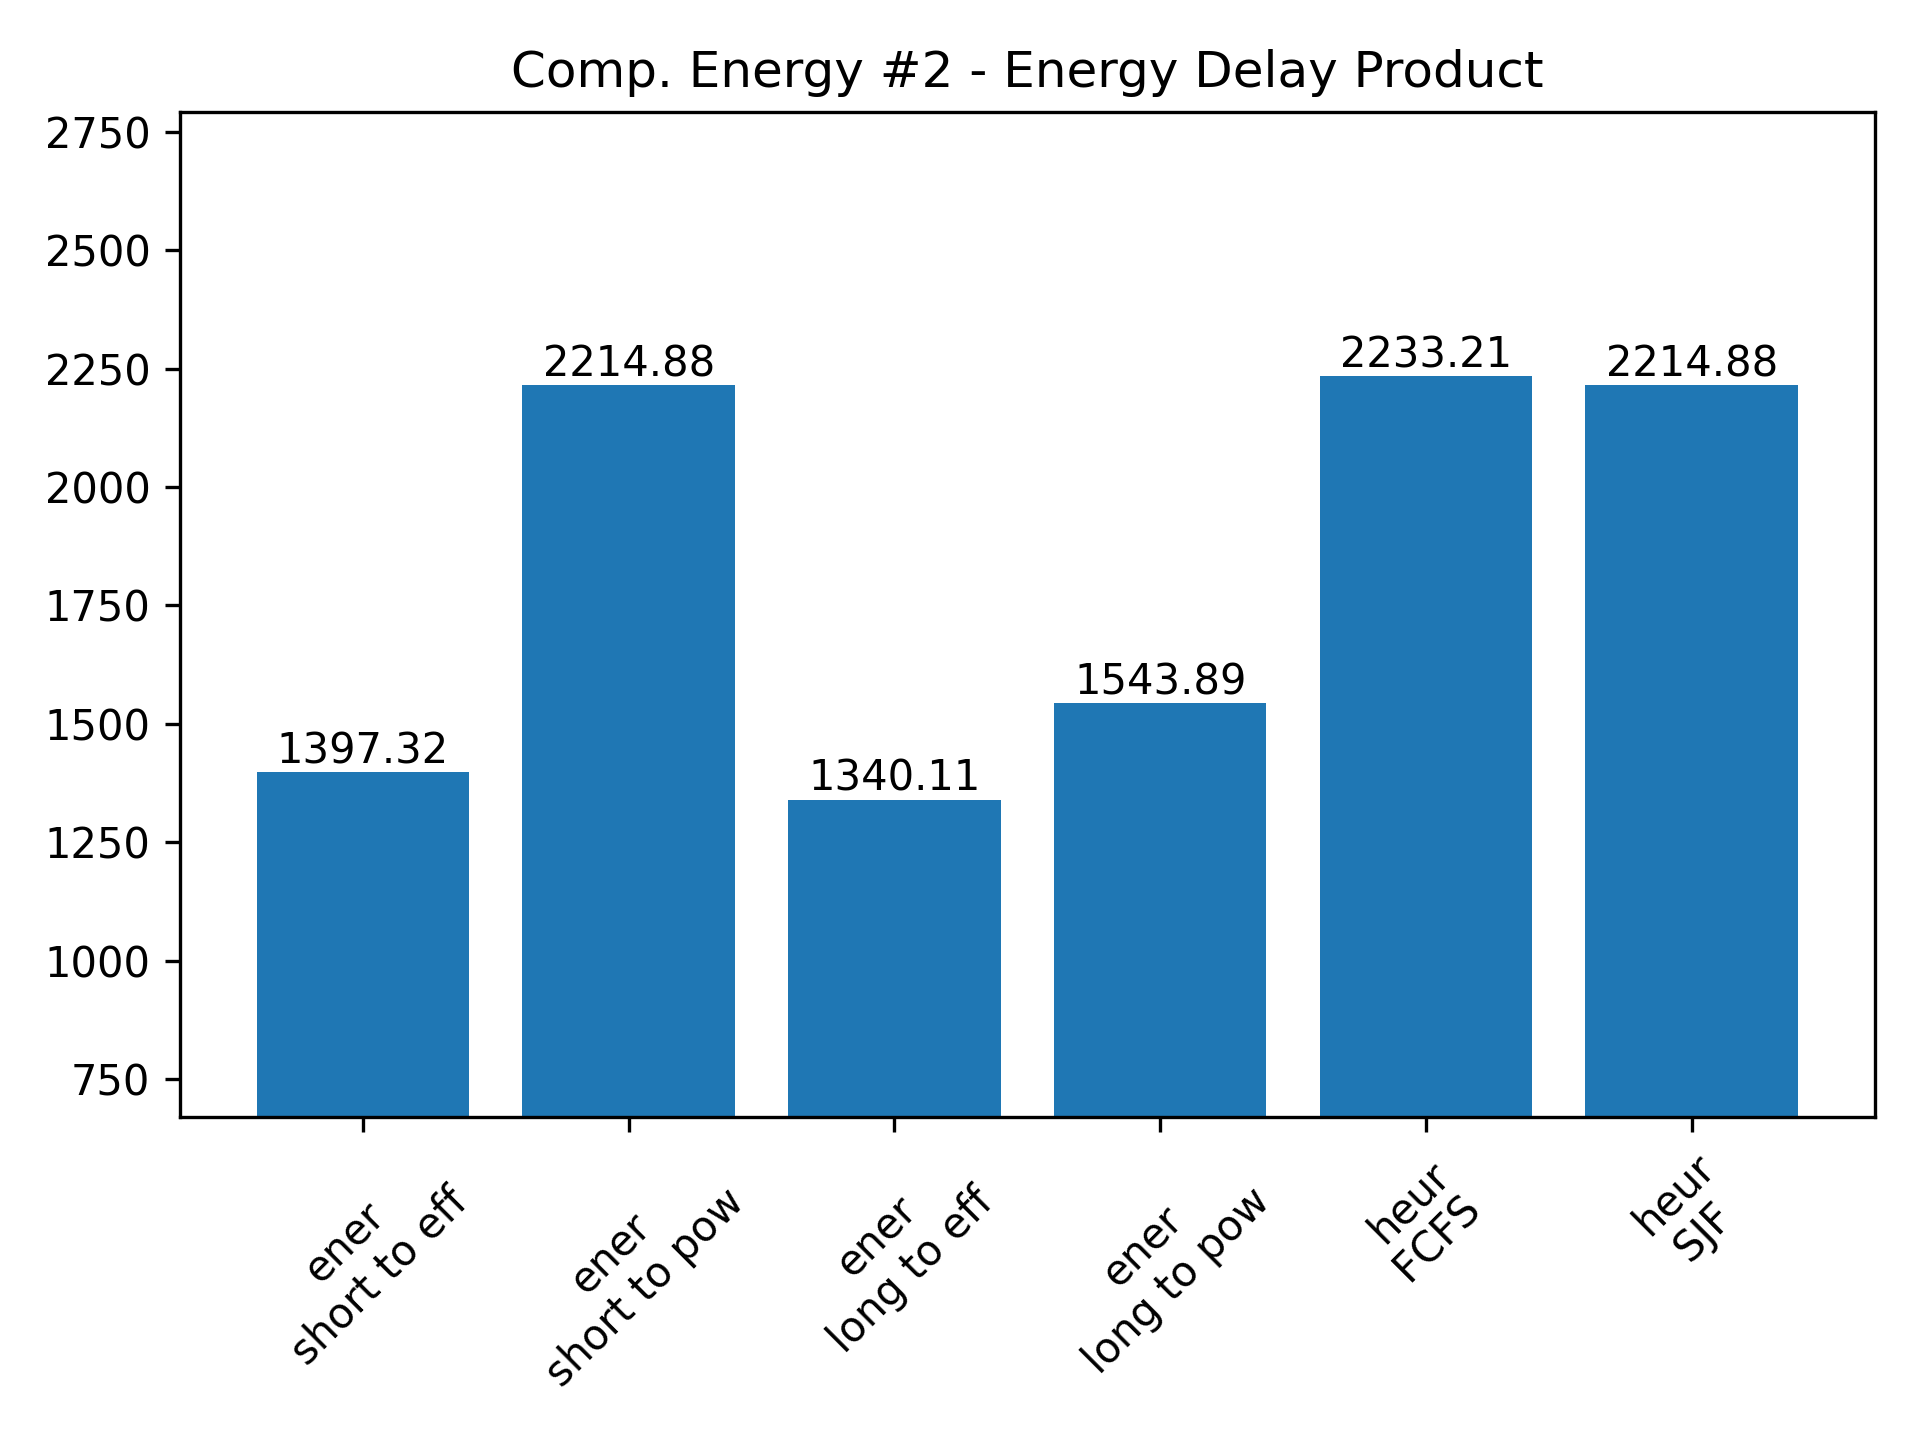 Comp. Energy #2 - Energy Delay Product
2750
2500
2250
2000
1750
1500
1250
1000
750
1397.32
2214.88
1340.11
1543.89
2233.21
2214.88
ener
short to eff
ener
short to pow
ener
long to eff
ener
long to pow
heur
FCFS
heur
SJF